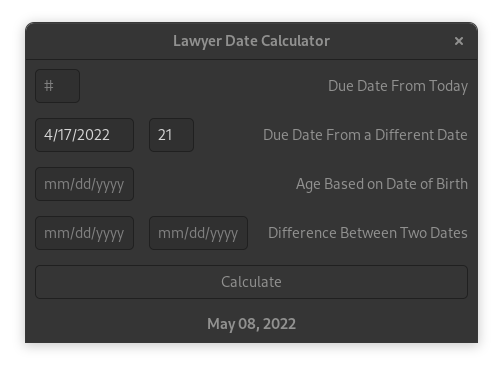 Lawyer Date Calculator ×
# Due Date From Today
4/17/2022 21 Due Date From a Different Date
mm/dd/yyyy Age Based on Date of Birth
mm/dd/yyyy mm/dd/yyyy Difference Between Two Dates
Calculate
May 08, 2022